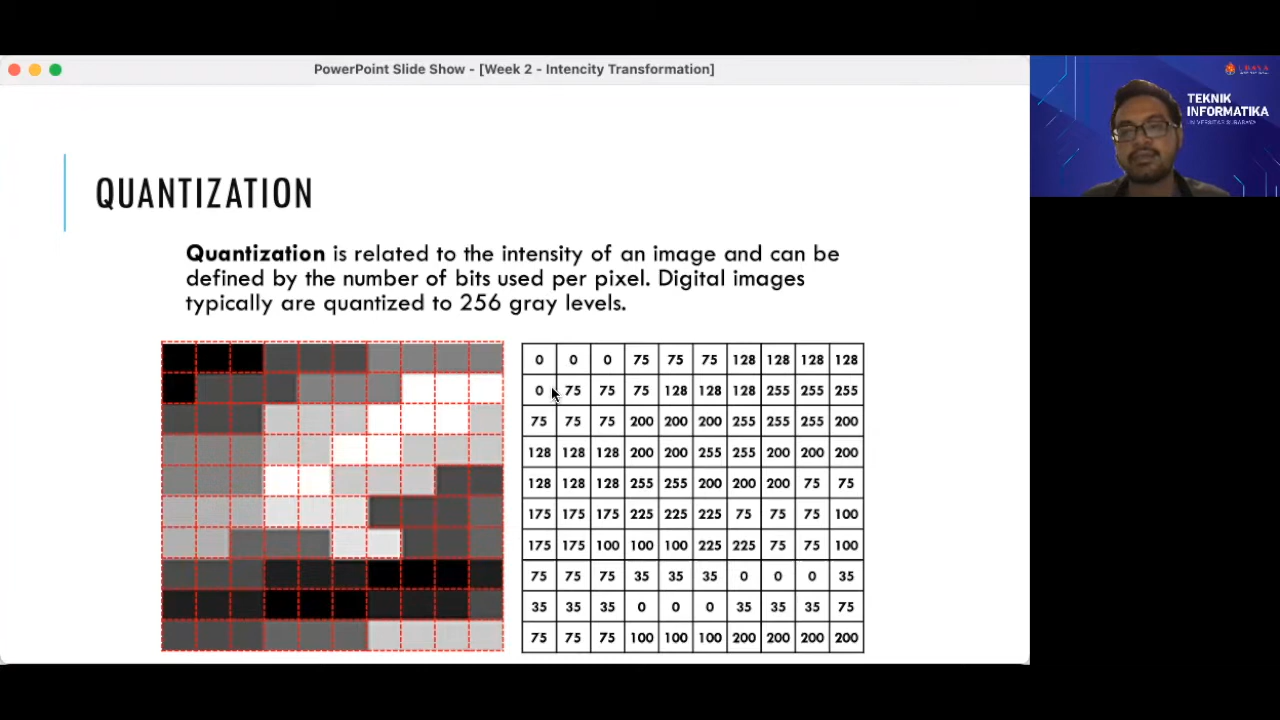 PowerPoint Slide Show - [Week 2 - Intencity Transformation]
TEKNIK
INFORMATIKA
QUANTIZATION
Quantization is related to the intensity of an image and can be
defined by the number of bits used per pixel. Digital images
typically are quantized to 256 gray levels.
0 0 0 75 75 75 128 128 128 128
0 75 75 75 128 128 128 255 255 255
75 75 75 200 200 200 255 255 255 200
128 128 128 200 200 255 255 200 200 200
128 128 128 255 255 200 200 200 75 75
175 175 175 225 225 225 75 75 75 100
175 175 100 100 100 225 225 75 75 100
75 75 75 35 35 35 0 0 0 35
35 35 35 0 0 0 35 35 35 75
75 75 75 100 100 100 200 200 200 200